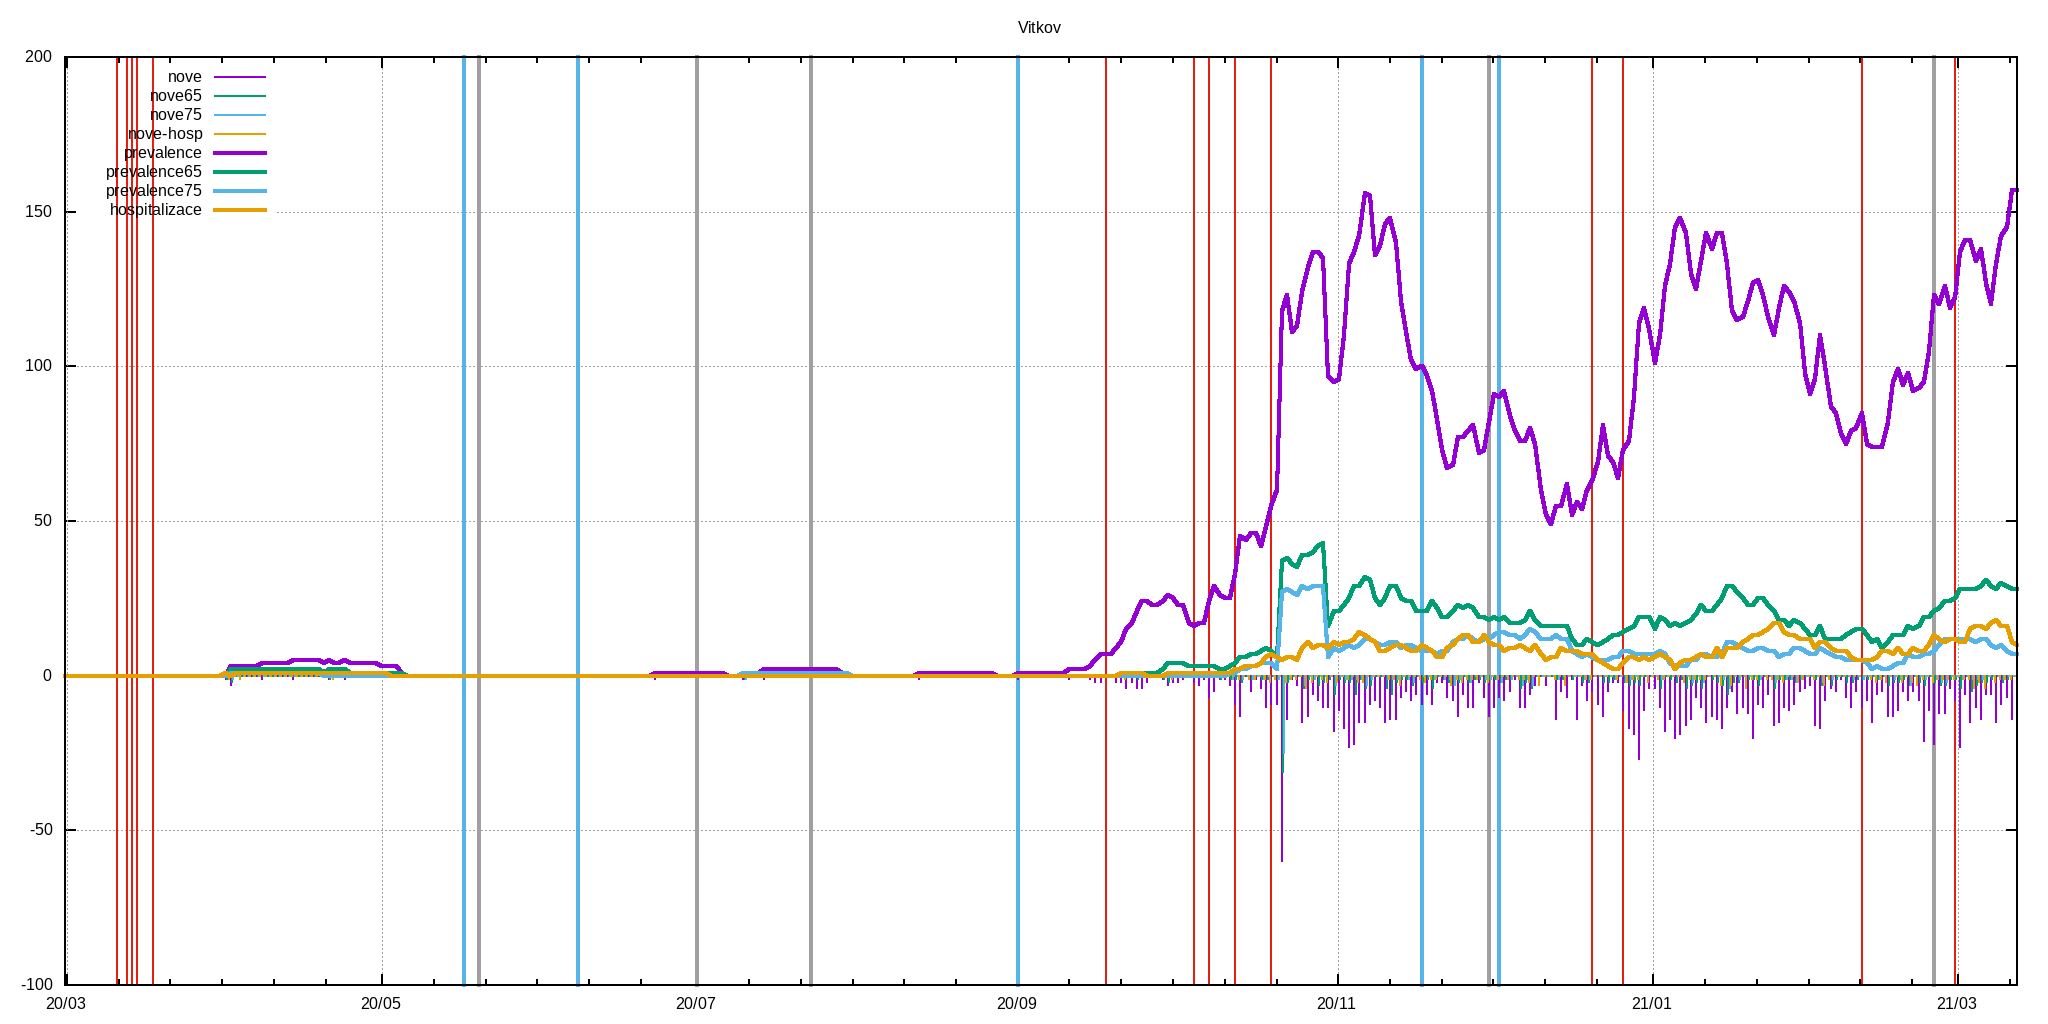 Vitkov
200
150
100
50
0
-50
-100
nove
nove65
nove75
nove-hosp
prevalence
prevalence65
prevalence75
hospitalizace
20/03 20/05 20/07 20/09 20/11 21/01 21/03